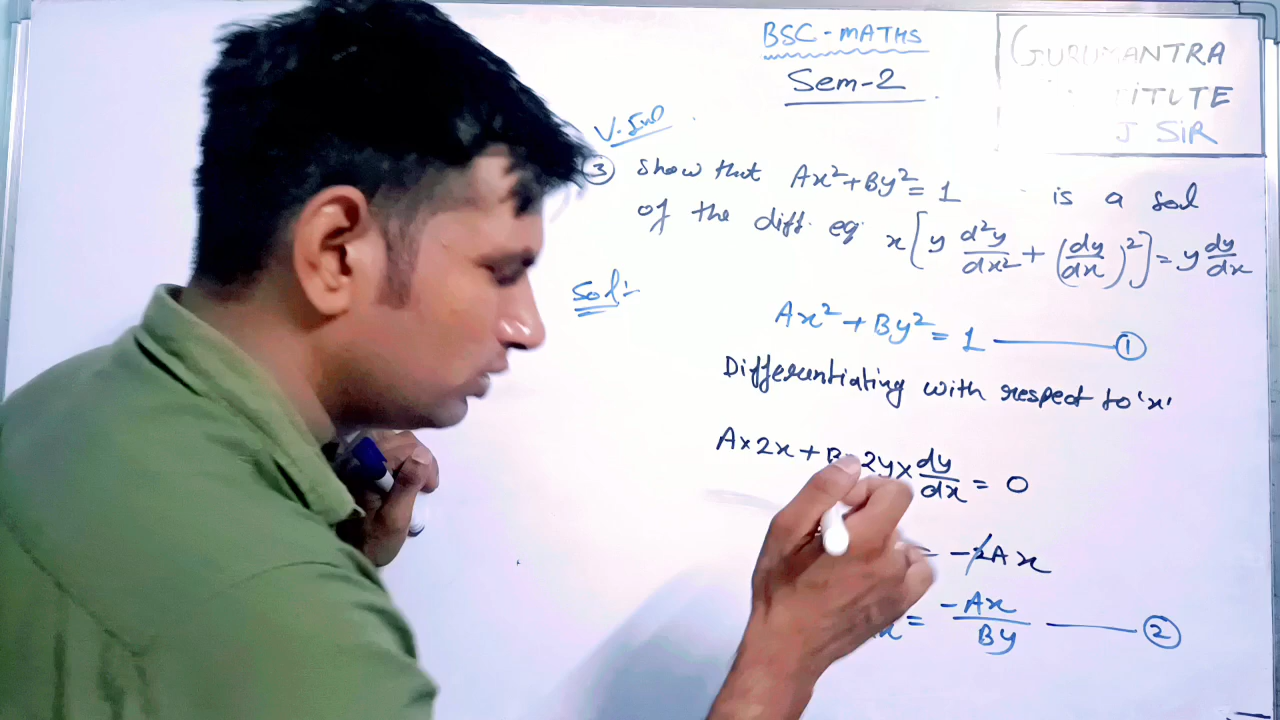 BSC-MATHS
Sem-2
GURUMANTRA
J SIR
③ Show that Ax²+By²=1 is a sol
of the diff. eq. x[y d²y/dx² + (dy/dx)²] = y dy/dx
Sol:-
Ax² + By² = 1 ——— ①
Differentiating with respect to 'x'
A×2x + B 2y× dy/dx = 0
= -2Ax
= -Ax/By ——— ②